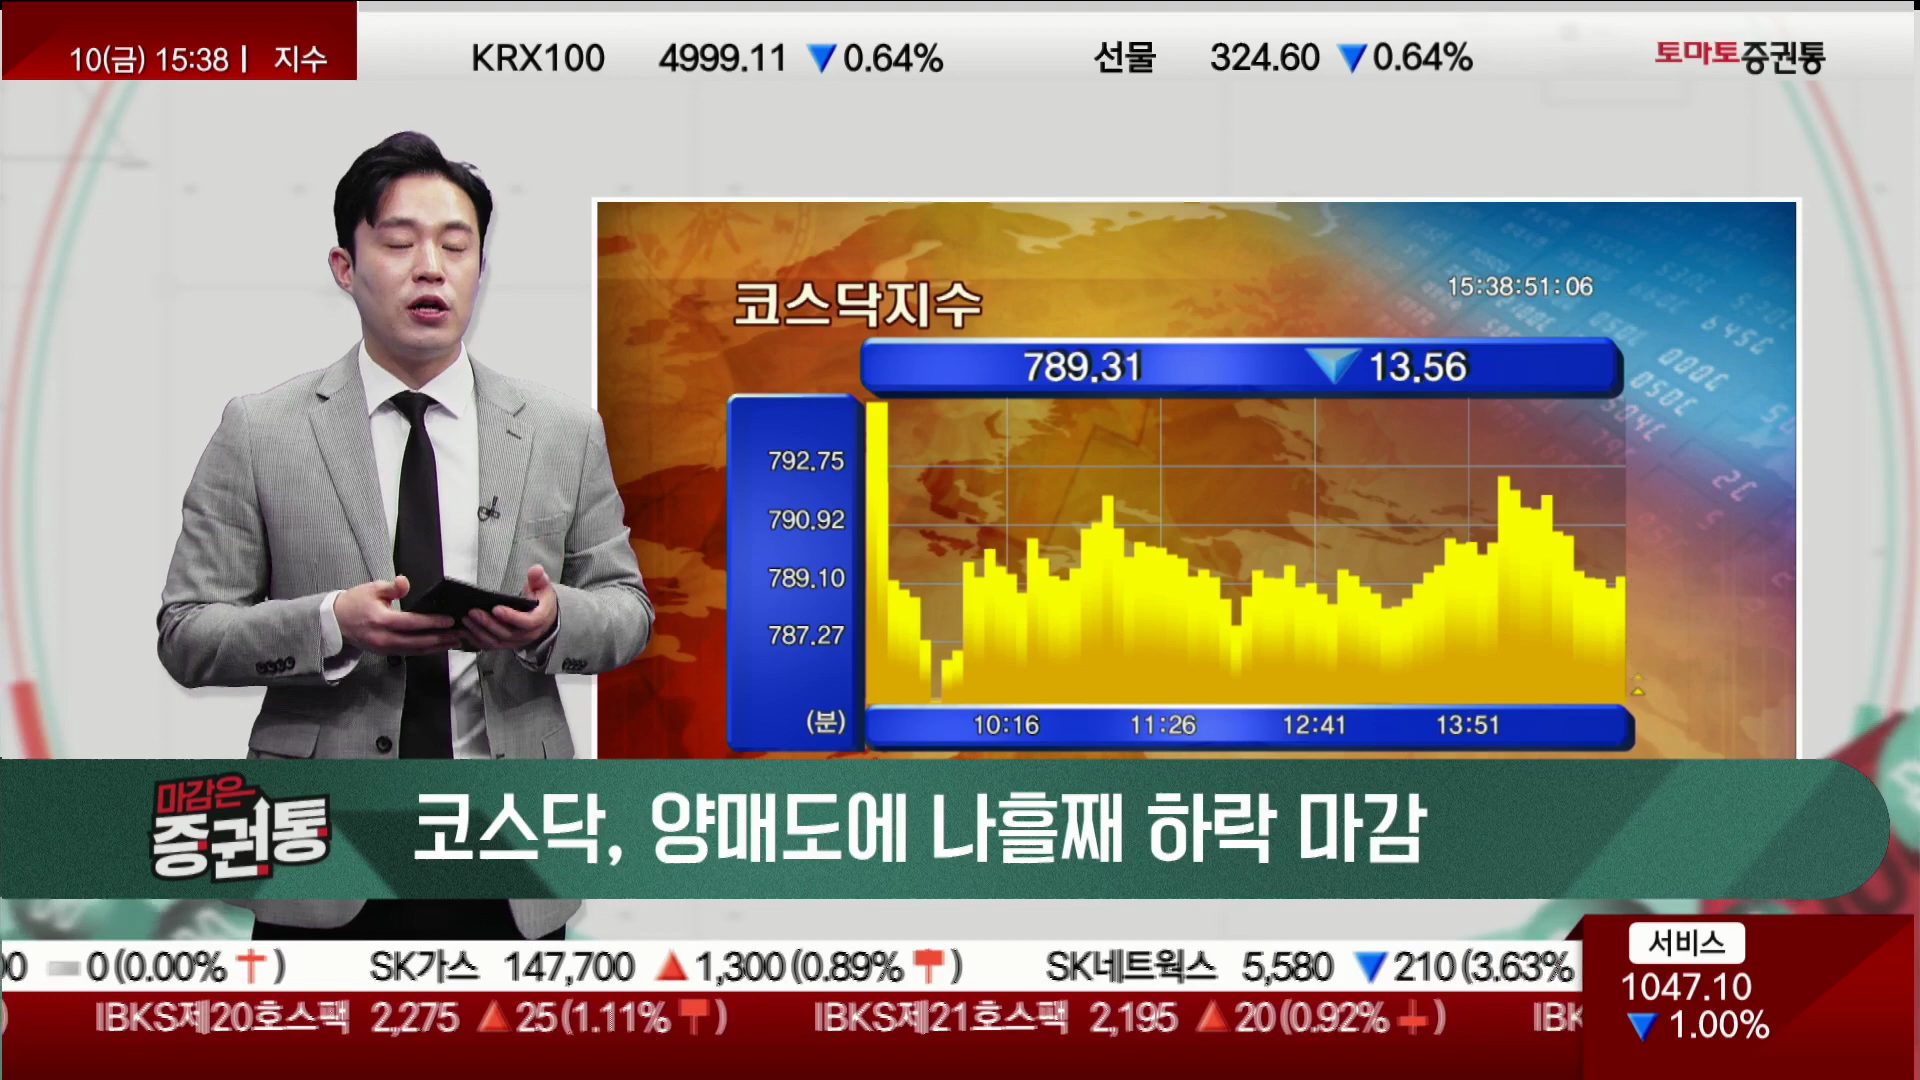 10(금) 15:38 | 지수 KRX100 4999.11 ▼0.64% 선물 324.60 ▼0.64% 토마토증권통
코스닥지수 15:38:51:06
789.31 ▼13.56
792.75
790.92
789.10
787.27
(분) 10:16 11:26 12:41 13:51
마감은
증권통
코스닥, 양매도에 나흘째 하락 마감
0 0(0.00% ) SK가스 147,700 ▲1,300(0.89% ) SK네트웍스 5,580 ▼210(3.63%
) IBKS제20호스팩 2,275 ▲25(1.11% ) IBKS제21호스팩 2,195 ▲20(0.92% ) IBK
서비스
1047.10
▼1.00%